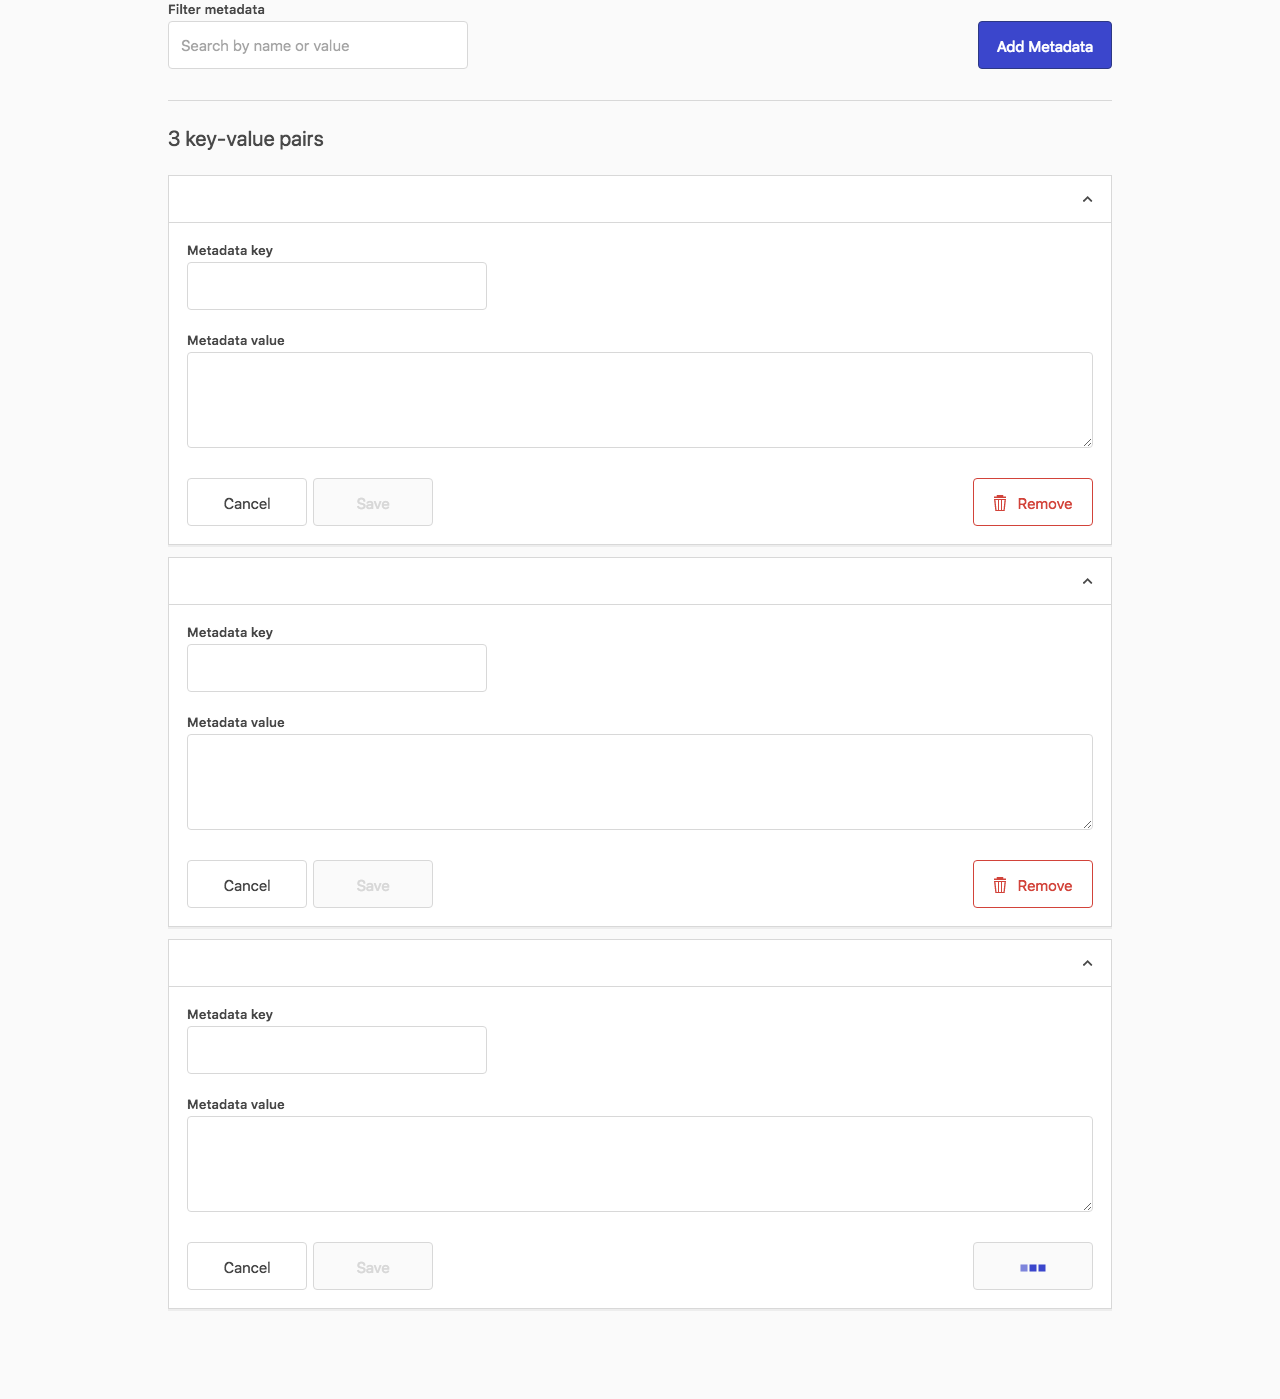 Filter metadata
Search by name or value
Add Metadata
3 key-value pairs
Metadata key
Metadata value
Cancel
Save
Remove
Metadata key
Metadata value
Cancel
Save
Remove
Metadata key
Metadata value
Cancel
Save